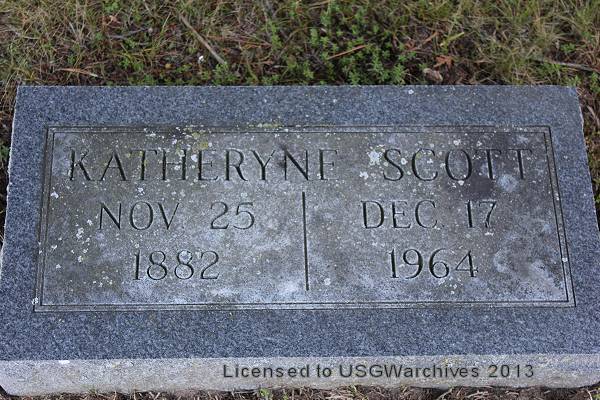 KATHERYNE SCOTT
NOV. 25 DEC. 17
1882 1964
Licensed to USGWarchives 2013